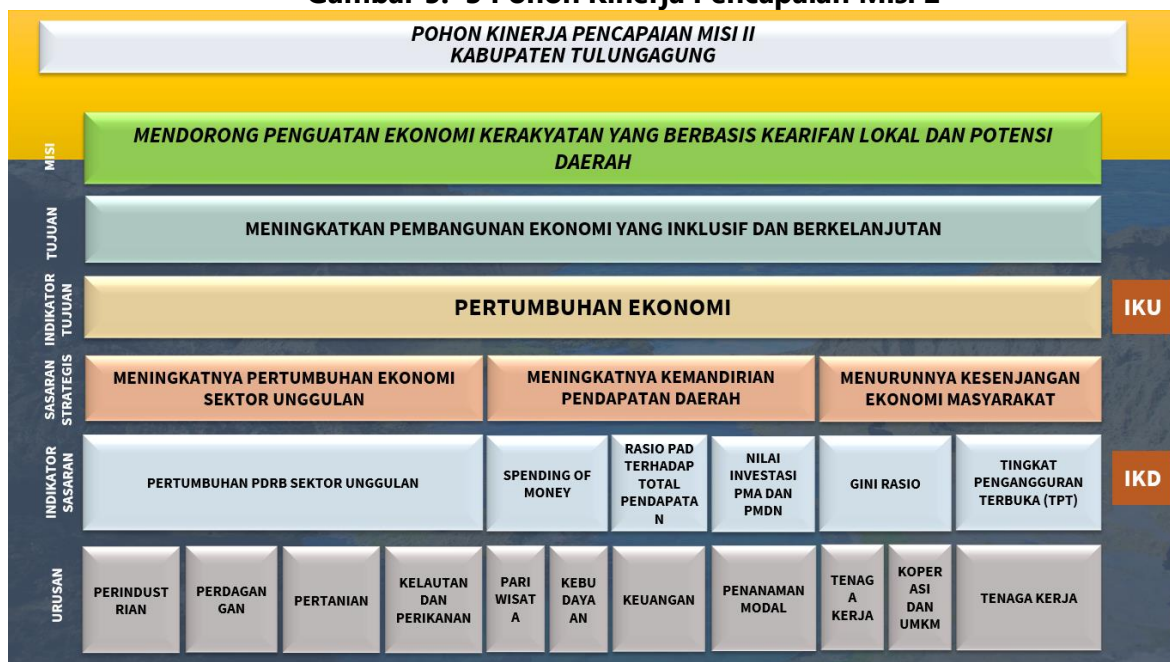 Gambar 5. 3 Pohon Kinerja Pencapaian Misi 2
POHON KINERJA PENCAPAIAN MISI II
KABUPATEN TULUNGAGUNG
MISI
MENDORONG PENGUATAN EKONOMI KERAKYATAN YANG BERBASIS KEARIFAN LOKAL DAN POTENSI
DAERAH
TUJUAN
MENINGKATKAN PEMBANGUNAN EKONOMI YANG INKLUSIF DAN BERKELANJUTAN
INDIKATOR
TUJUAN
PERTUMBUHAN EKONOMI
IKU
SASARAN
STRATEGIS
MENINGKATNYA PERTUMBUHAN EKONOMI
SEKTOR UNGGULAN
MENINGKATNYA KEMANDIRIAN
PENDAPATAN DAERAH
MENURUNNYA KESENJANGAN
EKONOMI MASYARAKAT
INDIKATOR
SASARAN
PERTUMBUHAN PDRB SEKTOR UNGGULAN
SPENDING OF
MONEY
RASIO PAD
TERHADAP
TOTAL
PENDAPATA
N
NILAI
INVESTASI
PMA DAN
PMDN
GINI RASIO
TINGKAT
PENGANGGURAN
TERBUKA (TPT)
IKD
URUSAN
PERINDUST
RIAN
PERDAGAN
GAN
PERTANIAN
KELAUTAN
DAN
PERIKANAN
PARI
WISAT
A
KEBU
DAYA
AN
KEUANGAN
PENANAMAN
MODAL
TENAG
A
KERJA
KOPER
ASI
DAN
UMKM
TENAGA KERJA